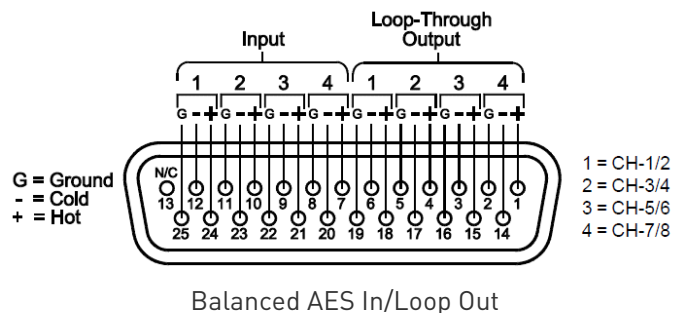 Loop-Through
Input Output
1 2 3 4 1 2 3 4
G - + G - + G - + G - + G - + G - + G - + G - +
N/C
13 12 11 10 9 8 7 6 5 4 3 2 1
25 24 23 22 21 20 19 18 17 16 15 14
G = Ground
- = Cold
+ = Hot
1 = CH-1/2
2 = CH-3/4
3 = CH-5/6
4 = CH-7/8
Balanced AES In/Loop Out